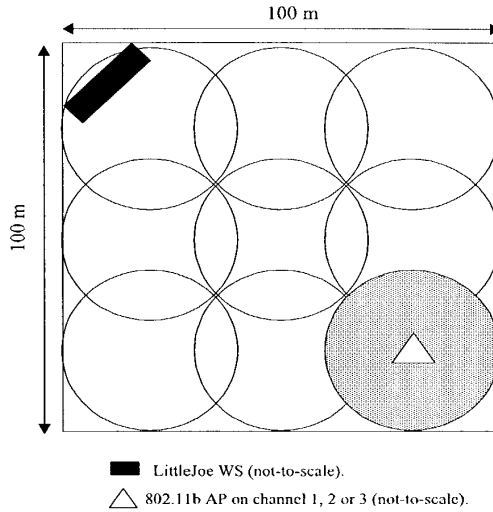 100 m
100 m
LittleJoe WS (not-to-scale).
802.11b AP on channel 1, 2 or 3 (not-to-scale).